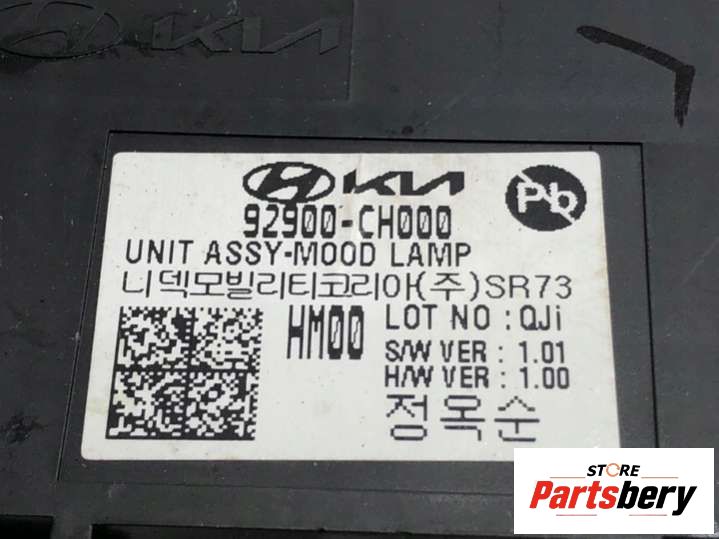 KIA
KIA
Pb
92900-CH000
UNIT ASSY-MOOD LAMP
니덱모빌리티코리아(주)SR73
HM00
LOT NO : QJi
S/W VER : 1.01
H/W VER : 1.00
정옥순
STORE
Partsbery